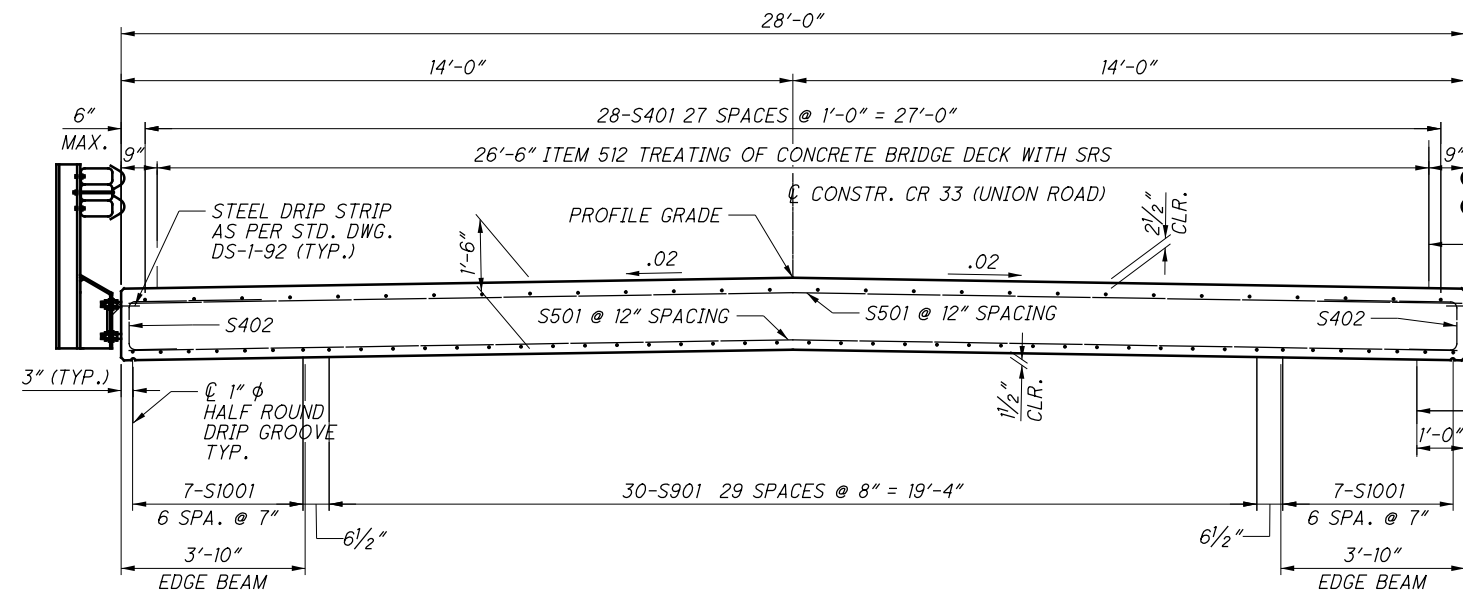 28'-0"
14'-0"
14'-0"
6"
MAX.
28-S401 27 SPACES @ 1'-0" = 27'-0"
9"
26'-6" ITEM 512 TREATING OF CONCRETE BRIDGE DECK WITH SRS
9"
℄ CONSTR. CR 33 (UNION ROAD)
STEEL DRIP STRIP
AS PER STD. DWG.
DS-1-92 (TYP.)
PROFILE GRADE
2½"
CLR.
1'-6"
.02
.02
S402
S501 @ 12" SPACING
S501 @ 12" SPACING
S402
3" (TYP.)
℄ 1" φ
HALF ROUND
DRIP GROOVE
TYP.
1½"
CLR.
1'-0"
7-S1001
6 SPA. @ 7"
30-S901 29 SPACES @ 8" = 19'-4"
7-S1001
6 SPA. @ 7"
6½"
6½"
3'-10"
EDGE BEAM
3'-10"
EDGE BEAM